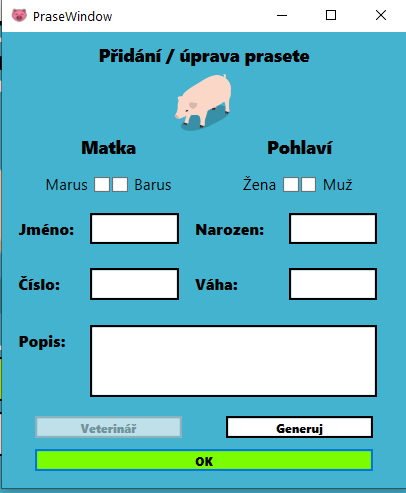 PraseWindow
Přidání / úprava prasete
Matka Pohlaví
Marus Barus Žena Muž
Jméno: Narozen:
Číslo: Váha:
Popis:
Veterinář Generuj
OK